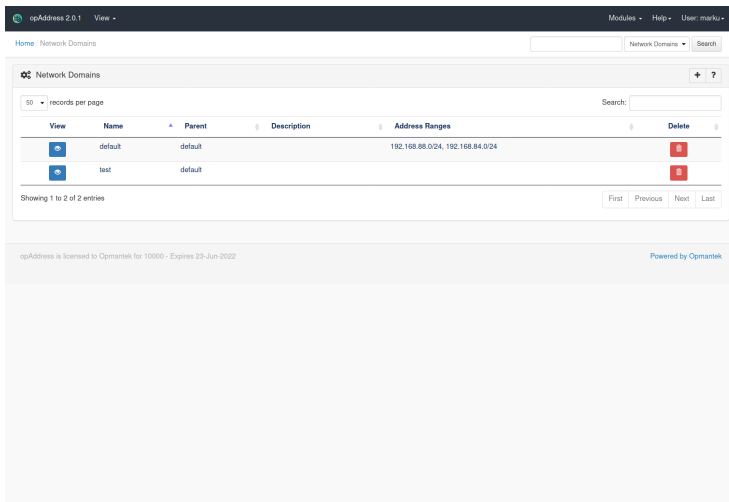 opAddress 2.0.1 View Modules Help User: marku
Home / Network Domains Network Domains Search
Network Domains + ?
50 records per page Search:
View Name Parent Description Address Ranges Delete
default default 192.168.88.0/24, 192.168.84.0/24
test default
Showing 1 to 2 of 2 entries First Previous Next Last
opAddress is licensed to Opmantek for 10000 - Expires 23-Jun-2022 Powered by Opmantek